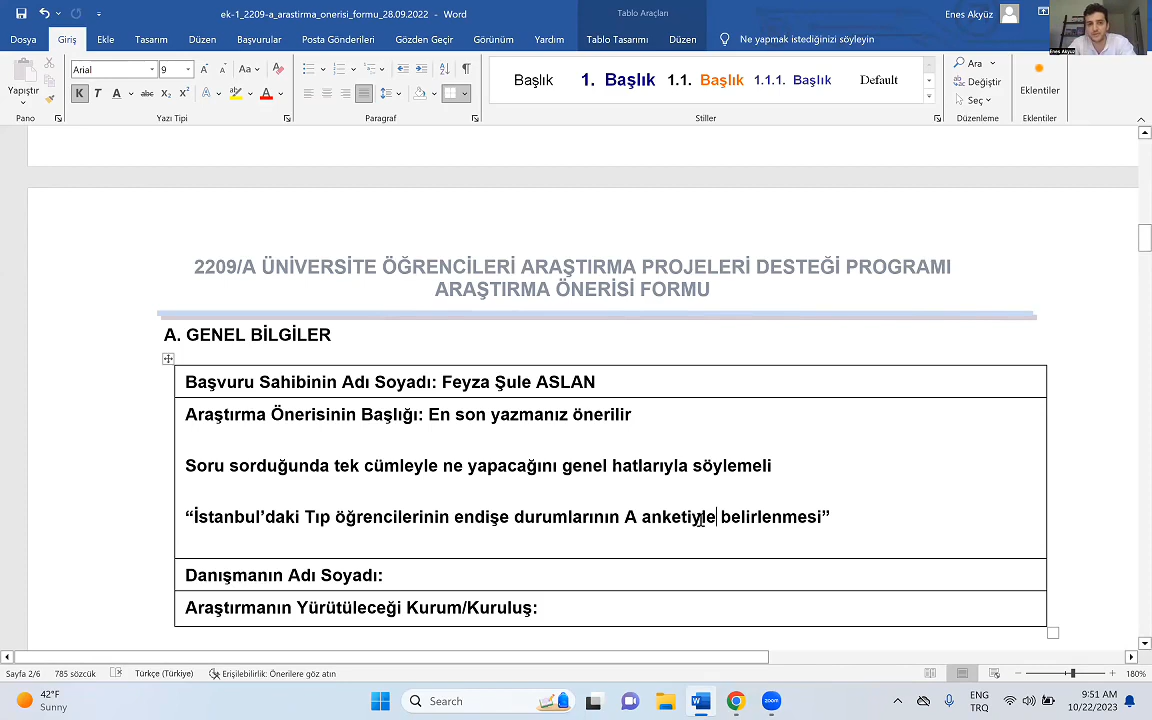 ek-1_2209-a_arastirma_onerisi_formu_28.09.2022 - Word
Tablo Araçları
Enes Akyüz
Dosya Giriş Ekle Tasarım Düzen Başvurular Posta Gönderileri Gözden Geçir Görünüm Yardım Tablo Tasarımı Düzen Ne yapmak istediğinizi söyleyin
Enes Akyüz
Yapıştır
Arial 9
Aa
K T A abc X₂ X²
Başlık 1. Başlık 1.1. Başlık 1.1.1. Başlık Default
Ara
Değiştir
Seç
Eklentiler
Pano Yazı Tipi Paragraf Stiller Düzenleme Eklentiler
2209/A ÜNİVERSİTE ÖĞRENCİLERİ ARAŞTIRMA PROJELERİ DESTEĞİ PROGRAMI
ARAŞTIRMA ÖNERİSİ FORMU
A. GENEL BİLGİLER
Başvuru Sahibinin Adı Soyadı: Feyza Şule ASLAN
Araştırma Önerisinin Başlığı: En son yazmanız önerilir
Soru sorduğunda tek cümleyle ne yapacağını genel hatlarıyla söylemeli
“İstanbul’daki Tıp öğrencilerinin endişe durumlarının A anketiyle belirlenmesi”
Danışmanın Adı Soyadı:
Araştırmanın Yürütüleceği Kurum/Kuruluş:
Sayfa 2/6 785 sözcük Türkçe (Türkiye) Erişilebilirlik: Önerilere göz atın 180%
42°F
Sunny
Search
zoom
ENG
TRQ
9:51 AM
10/22/2023